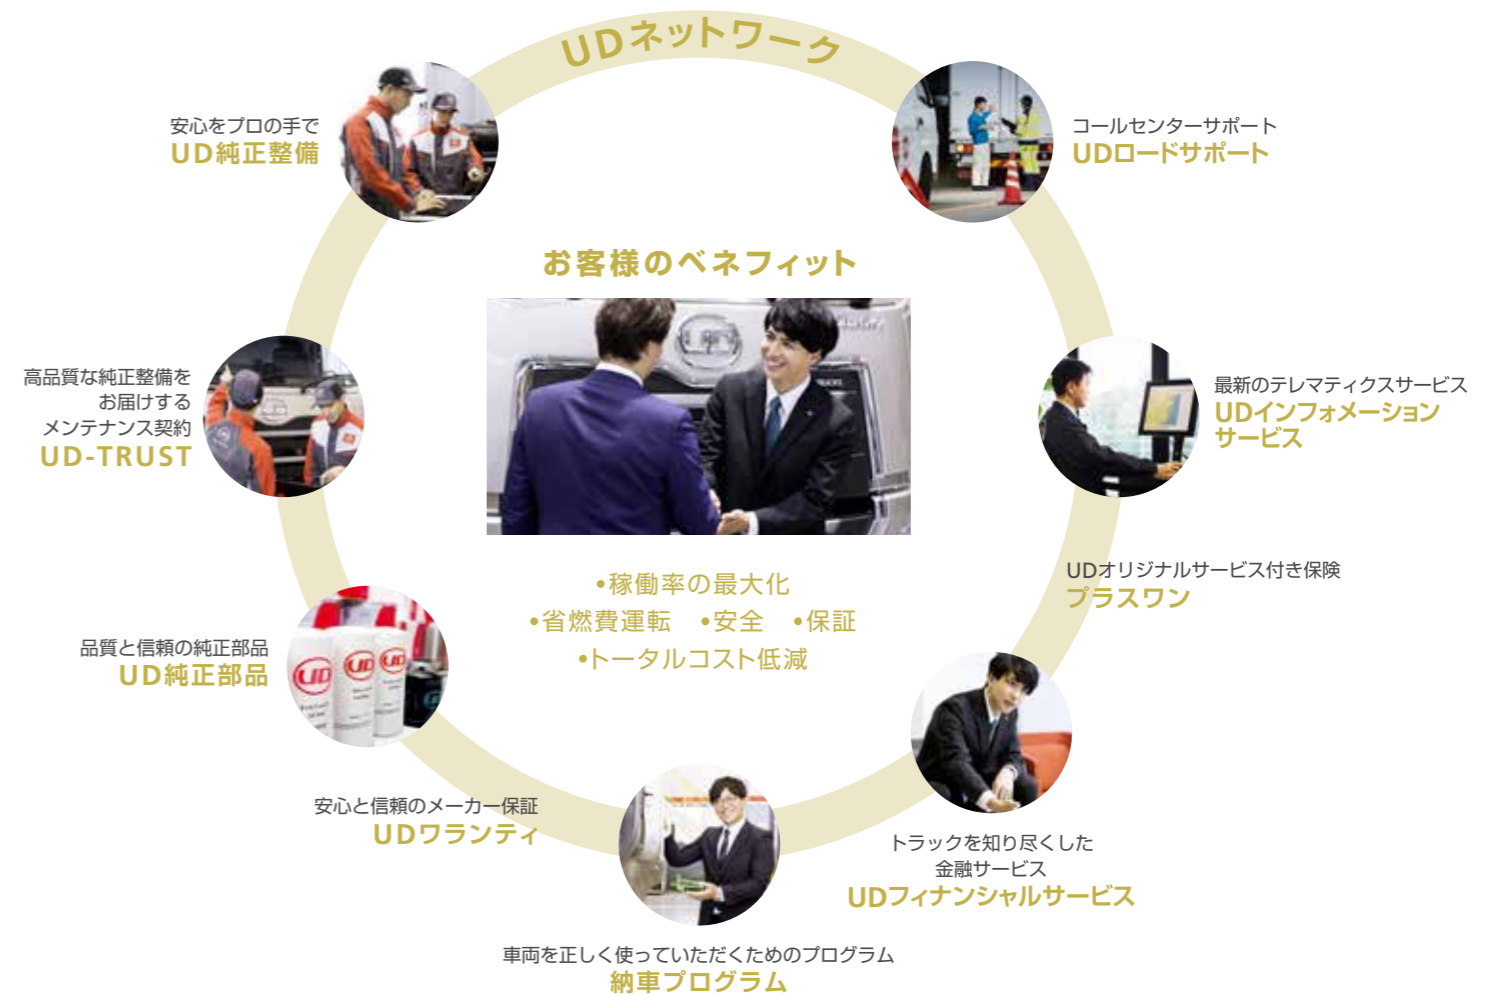 UDネットワーク
安心をプロの手で
UD純正整備
コールセンターサポート
UDロードサポート
お客様のベネフィット
高品質な純正整備を
お届けする
メンテナンス契約
UD-TRUST
最新のテレマティクスサービス
UDインフォメーション
サービス
•稼働率の最大化
•省燃費運転 •安全 •保証
•トータルコスト低減
UDオリジナルサービス付き保険
プラスワン
品質と信頼の純正部品
UD純正部品
UD
UD
UD
安心と信頼のメーカー保証
UDワランティ
トラックを知り尽くした
金融サービス
UDフィナンシャルサービス
車両を正しく使っていただくためのプログラム
納車プログラム